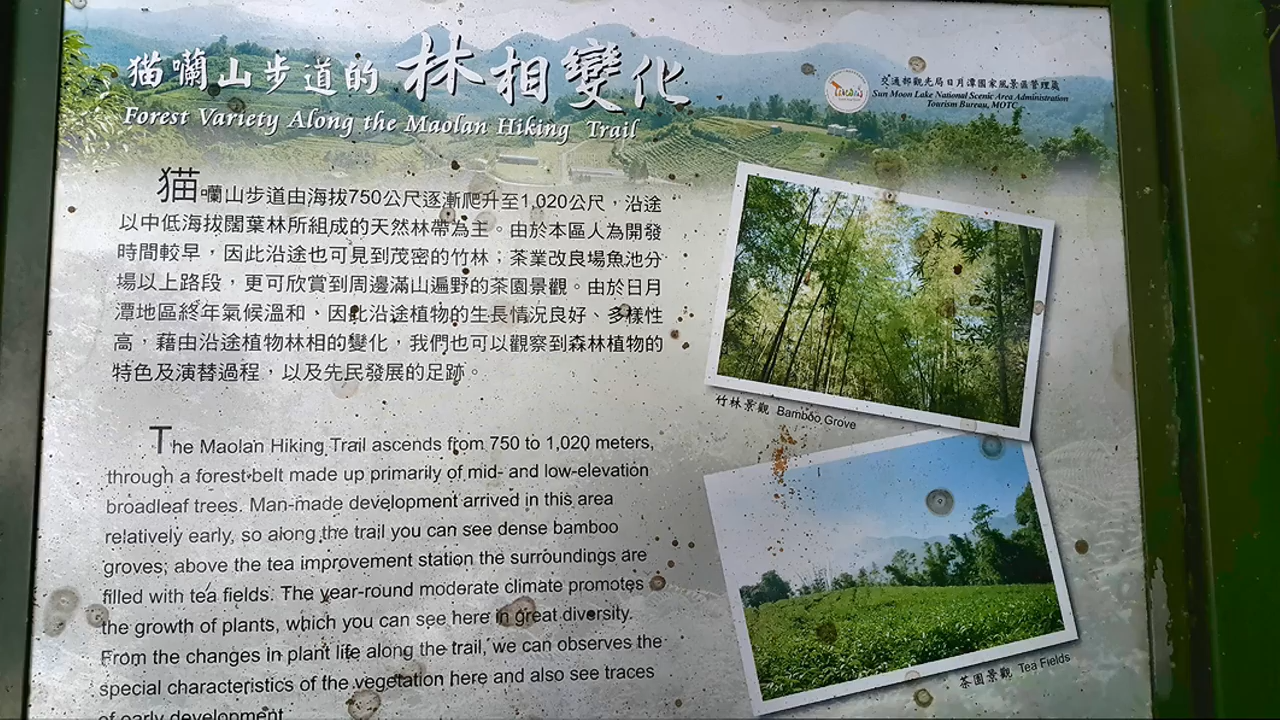 猫囒山步道的林相變化
Forest Variety Along the Maolan Hiking Trail
交通部觀光局日月潭國家風景區管理處
Sun Moon Lake National Scenic Area Administration
Tourism Bureau, MOTC
猫囒山步道由海拔750公尺逐漸爬升至1,020公尺，沿途
以中低海拔闊葉林所組成的天然林帶為主。由於本區人為開發
時間較早，因此沿途也可見到茂密的竹林；茶業改良場魚池分
場以上路段，更可欣賞到周邊滿山遍野的茶園景觀。由於日月
潭地區終年氣候溫和，因此沿途植物的生長情況良好、多樣性
高，藉由沿途植物林相的變化，我們也可以觀察到森林植物的
特色及演替過程，以及先民發展的足跡。
The Maolan Hiking Trail ascends from 750 to 1,020 meters,
through a forest belt made up primarily of mid- and low-elevation
broadleaf trees. Man-made development arrived in this area
relatively early, so along the trail you can see dense bamboo
groves; above the tea improvement station the surroundings are
filled with tea fields. The year-round moderate climate promotes
the growth of plants, which you can see here in great diversity.
From the changes in plant life along the trail, we can observes the
special characteristics of the vegetation here and also see traces
of early development.
竹林景觀 Bamboo Grove
茶園景觀 Tea Fields